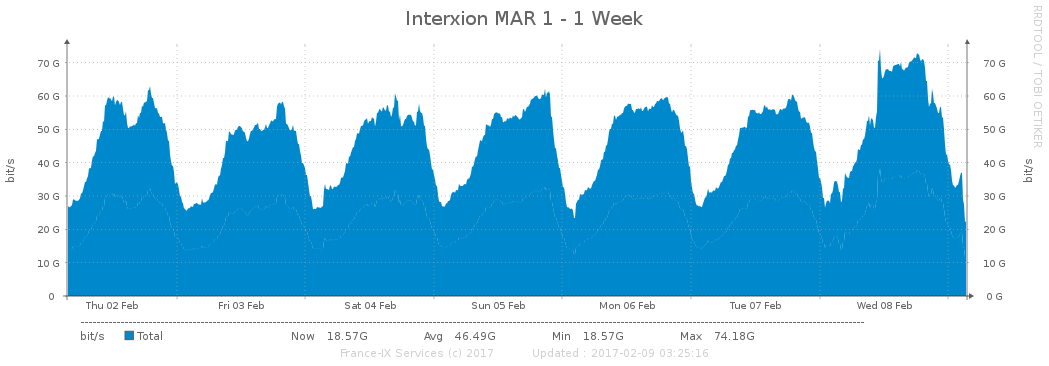 Interxion MAR 1 - 1 Week
RRDTOOL / TOBI OETIKER
bit/s
bit/s
70 G 70 G
60 G 60 G
50 G 50 G
40 G 40 G
30 G 30 G
20 G 20 G
10 G 10 G
0 0 G
Thu 02 Feb Fri 03 Feb Sat 04 Feb Sun 05 Feb Mon 06 Feb Tue 07 Feb Wed 08 Feb
bit/s Total Now 18.57G Avg 46.49G Min 18.57G Max 74.18G
France-IX Services (c) 2017 Updated : 2017-02-09 03:25:16